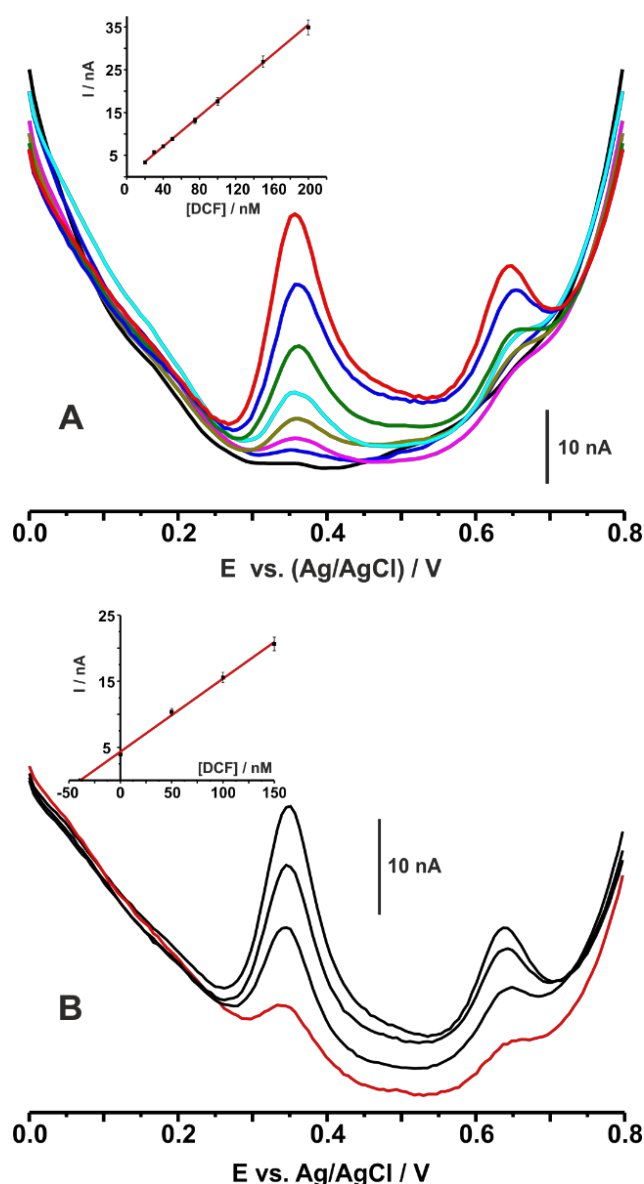 35
25
15
5
I / nA
0 40 80 120 160 200
[DCF] / nM
A
10 nA
0.0 0.2 0.4 0.6 0.8
E vs. (Ag/AgCl) / V
25
15
5
I / nA
[DCF] / nM
-50 0 50 100 150
10 nA
B
0.0 0.2 0.4 0.6 0.8
E vs. Ag/AgCl / V